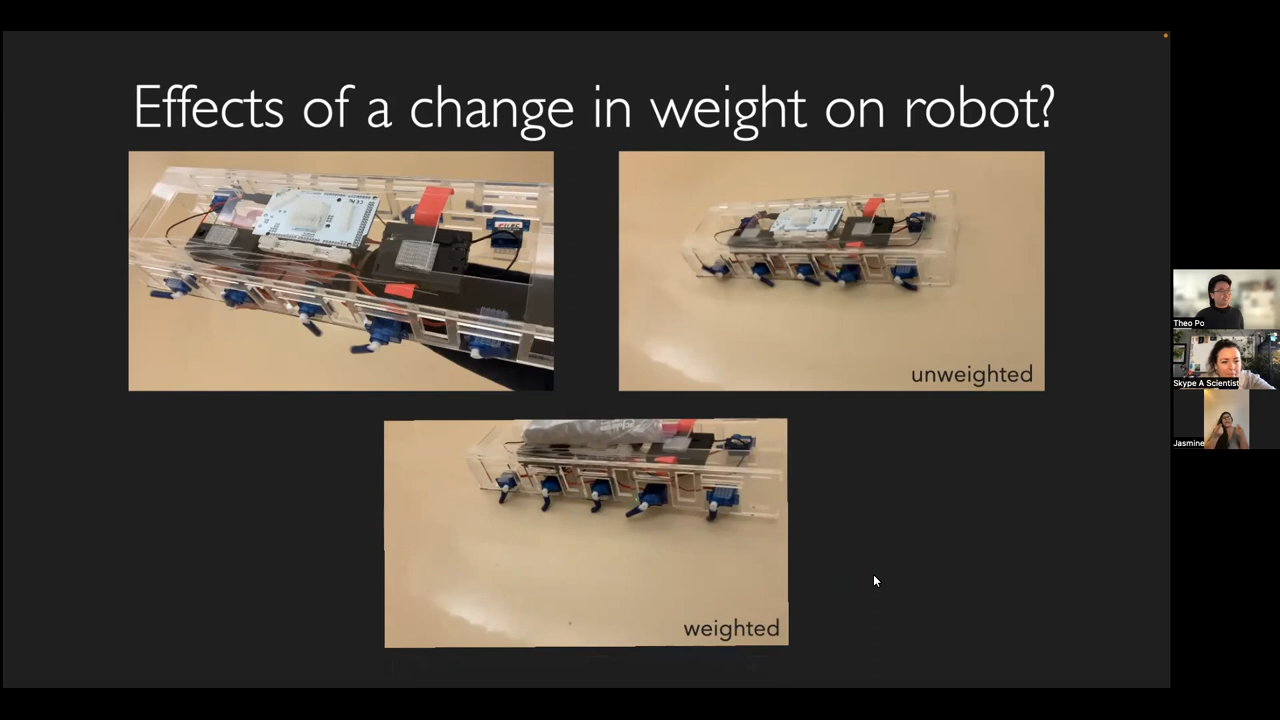 Effects of a change in weight on robot?
unweighted
weighted
Theo Po
Skype A Scientist
Jasmine